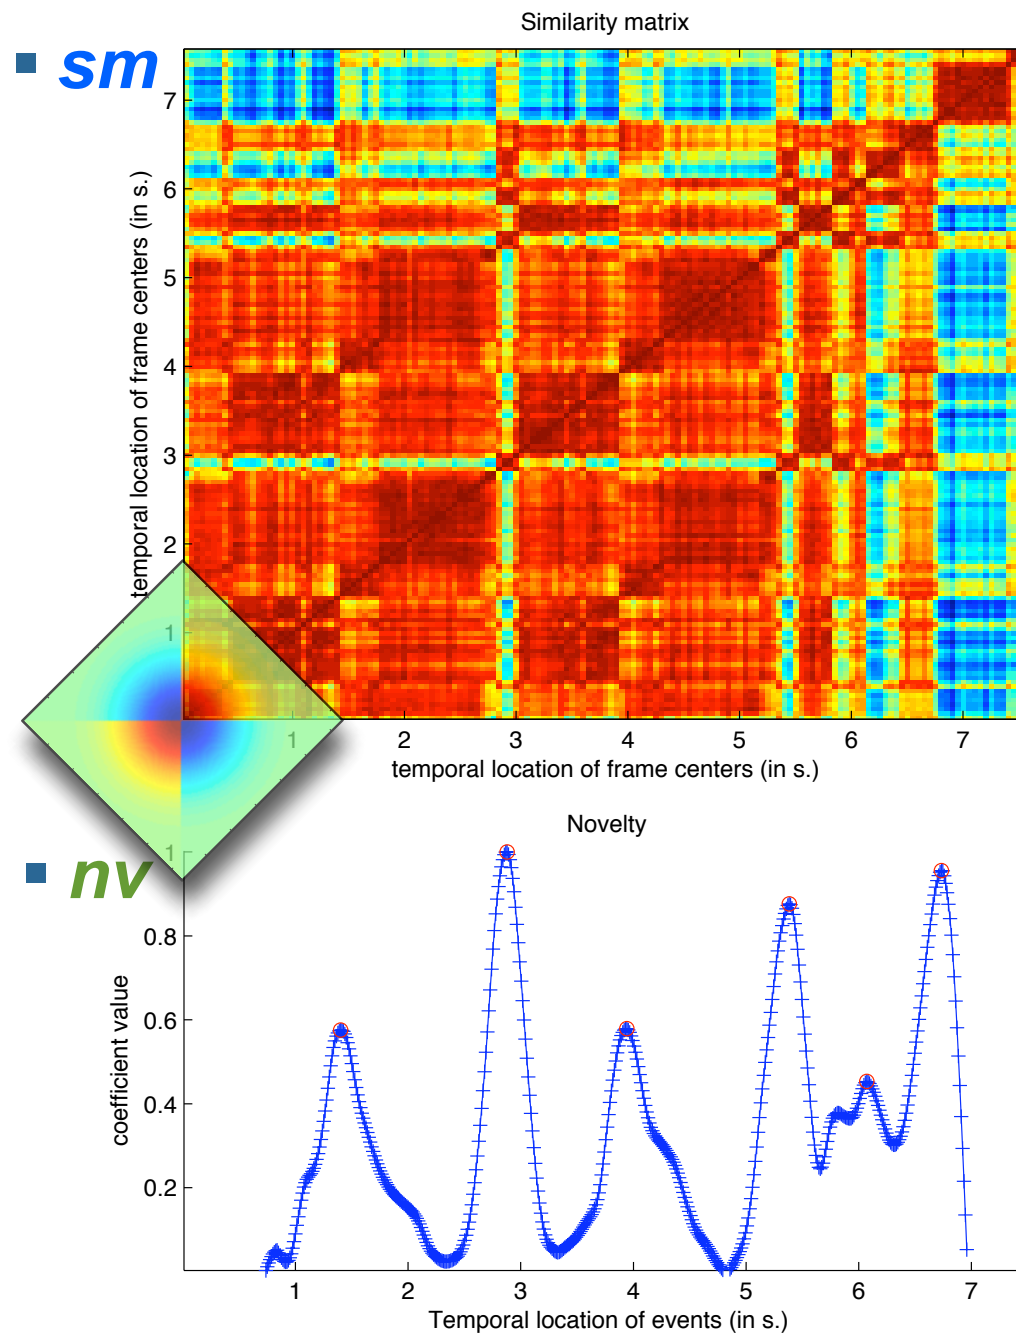 Similarity matrix
sm
temporal location of frame centers (in s.)
7
6
5
4
3
2
1
1 2 3 4 5 6 7
temporal location of frame centers (in s.)
Novelty
nv
coefficient value
1
0.8
0.6
0.4
0.2
1 2 3 4 5 6 7
Temporal location of events (in s.)